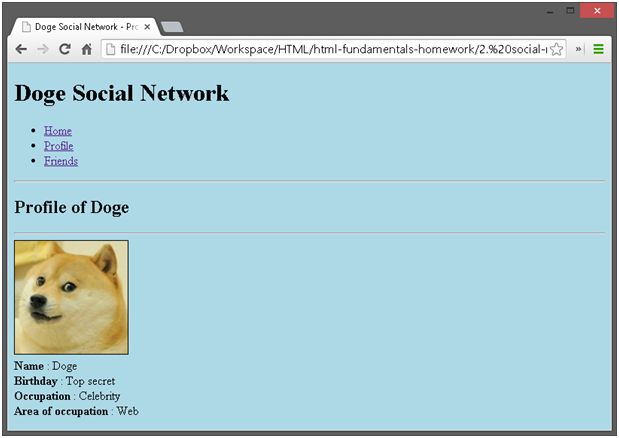 Doge Social Network - Pro
file:///C:/Dropbox/Workspace/HTML/html-fundamentals-homework/2.%20social-
Doge Social Network
Home
Profile
Friends
Profile of Doge
Name : Doge
Birthday : Top secret
Occupation : Celebrity
Area of occupation : Web